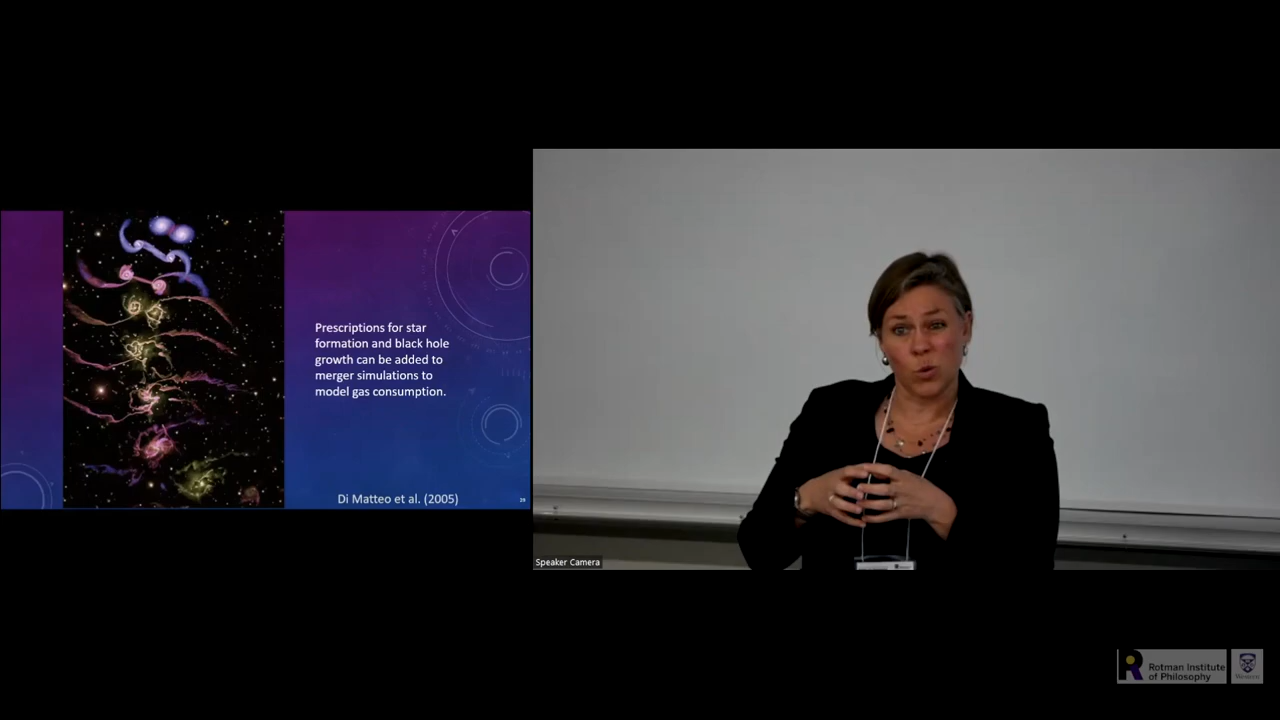 Prescriptions for star
formation and black hole
growth can be added to
merger simulations to
model gas consumption.
Di Matteo et al. (2005)
Speaker Camera
Rotman Institute
of Philosophy
Western